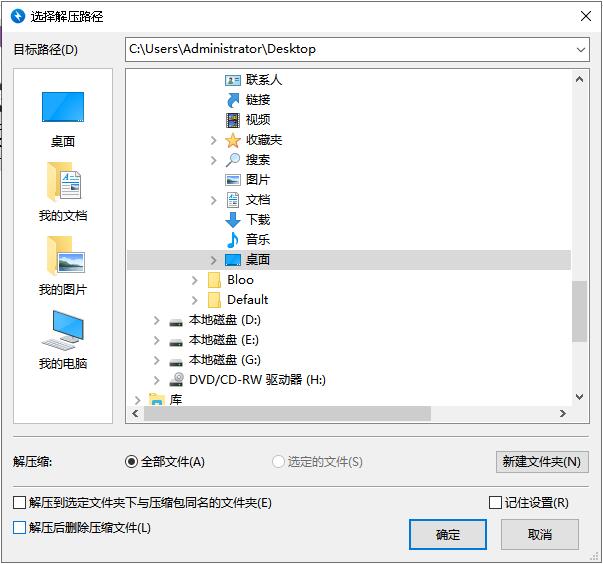 选择解压路径
目标路径(D)
C:\Users\Administrator\Desktop
桌面
我的文档
我的图片
我的电脑
联系人
链接
视频
收藏夹
搜索
图片
文档
下载
音乐
桌面
Bloo
Default
本地磁盘 (D:)
本地磁盘 (E:)
本地磁盘 (G:)
DVD/CD-RW 驱动器 (H:)
库
解压缩:
全部文件(A)
选定的文件(S)
新建文件夹(N)
解压到选定文件夹下与压缩包同名的文件夹(E)
记住设置(R)
解压后删除压缩文件(L)
确定
取消